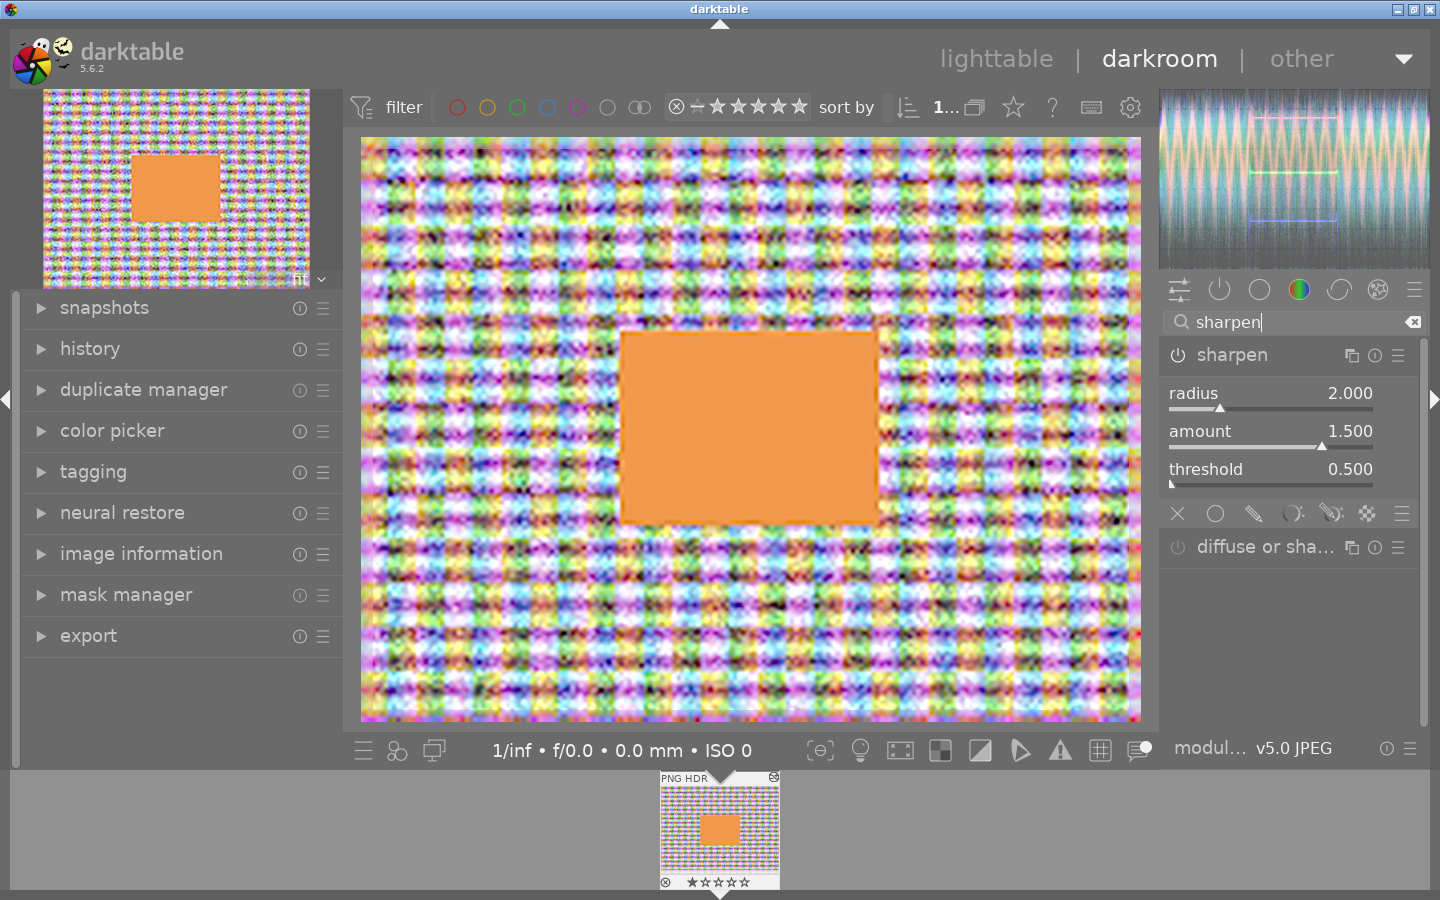 darktable
darktable
5.6.2
lighttable | darkroom | other
filter
sort by
1...
fit
snapshots
history
duplicate manager
color picker
tagging
neural restore
image information
mask manager
export
sharpen
sharpen
radius 2.000
amount 1.500
threshold 0.500
diffuse or sha...
1/inf • f/0.0 • 0.0 mm • ISO 0
modul... v5.0 JPEG
PNG HDR